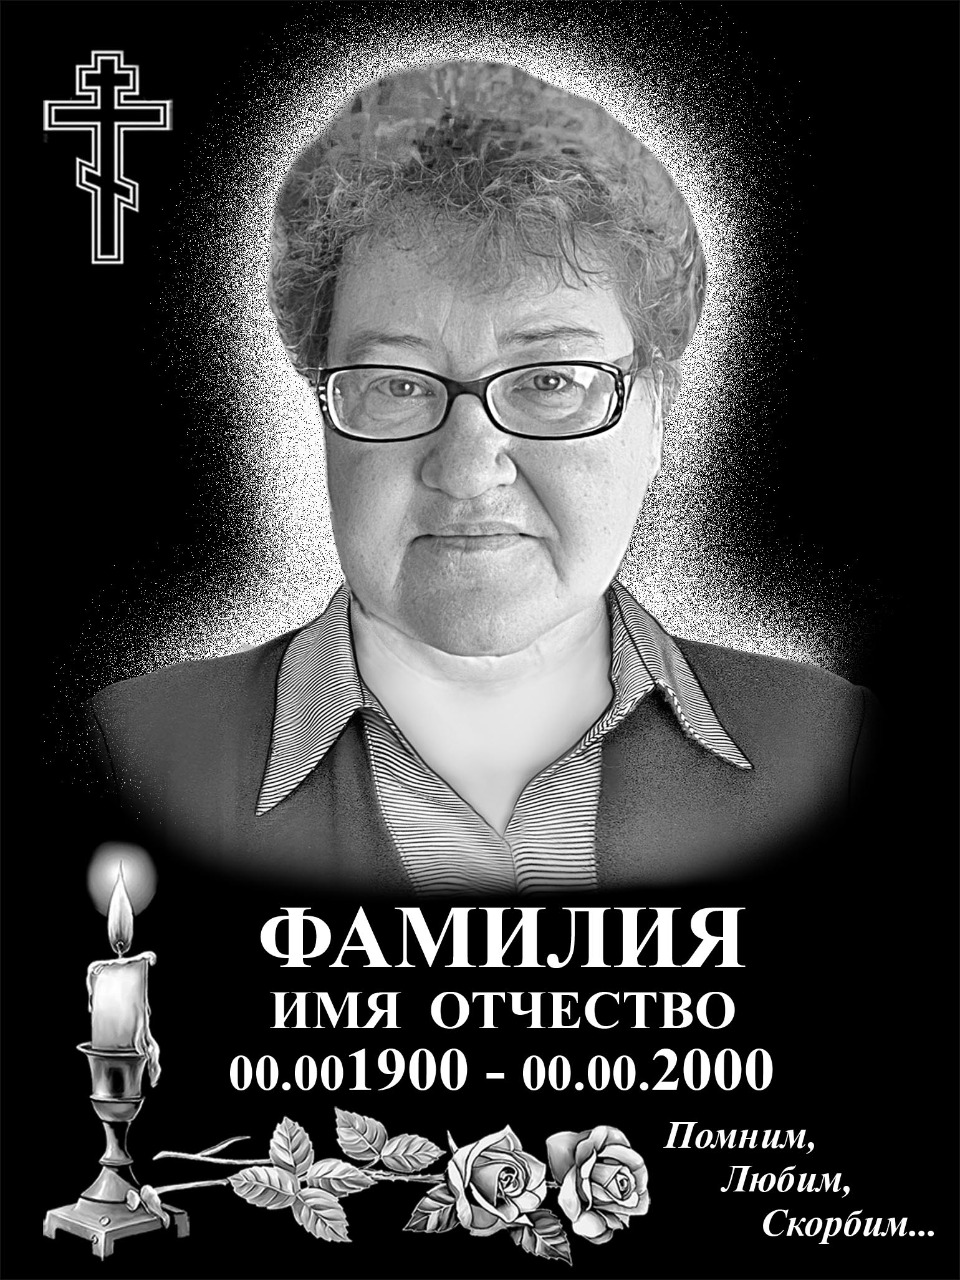 ФАМИЛИЯ
ИМЯ ОТЧЕСТВО
00.001900 - 00.00.2000
Помним,
Любим,
Скорбим...